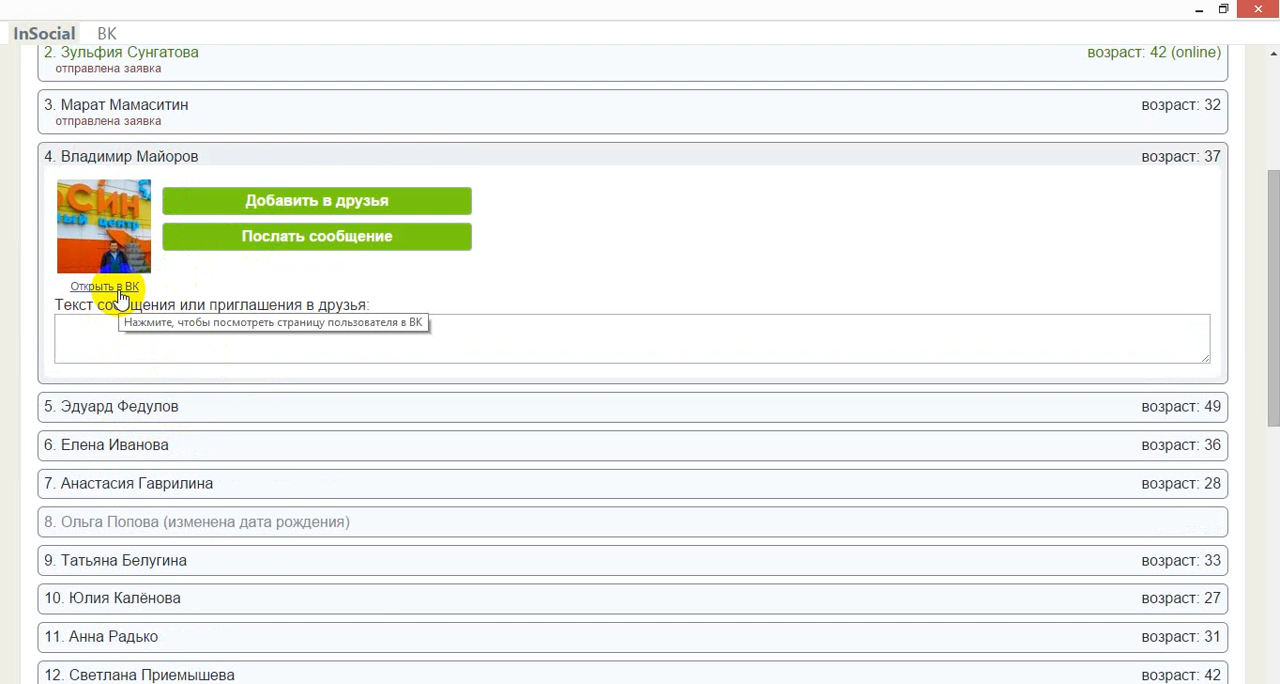 InSocial ВК
2. Зульфия Сунгатова возраст: 42 (online)
отправлена заявка
3. Марат Мамаситин возраст: 32
отправлена заявка
4. Владимир Майоров возраст: 37
Добавить в друзья
Послать сообщение
Открыть в ВК
Текст сообщения или приглашения в друзья:
Нажмите, чтобы посмотреть страницу пользователя в ВК
5. Эдуард Федулов возраст: 49
6. Елена Иванова возраст: 36
7. Анастасия Гаврилина возраст: 28
8. Ольга Попова (изменена дата рождения)
9. Татьяна Белугина возраст: 33
10. Юлия Калёнова возраст: 27
11. Анна Радько возраст: 31
12. Светлана Приемышева возраст: 42